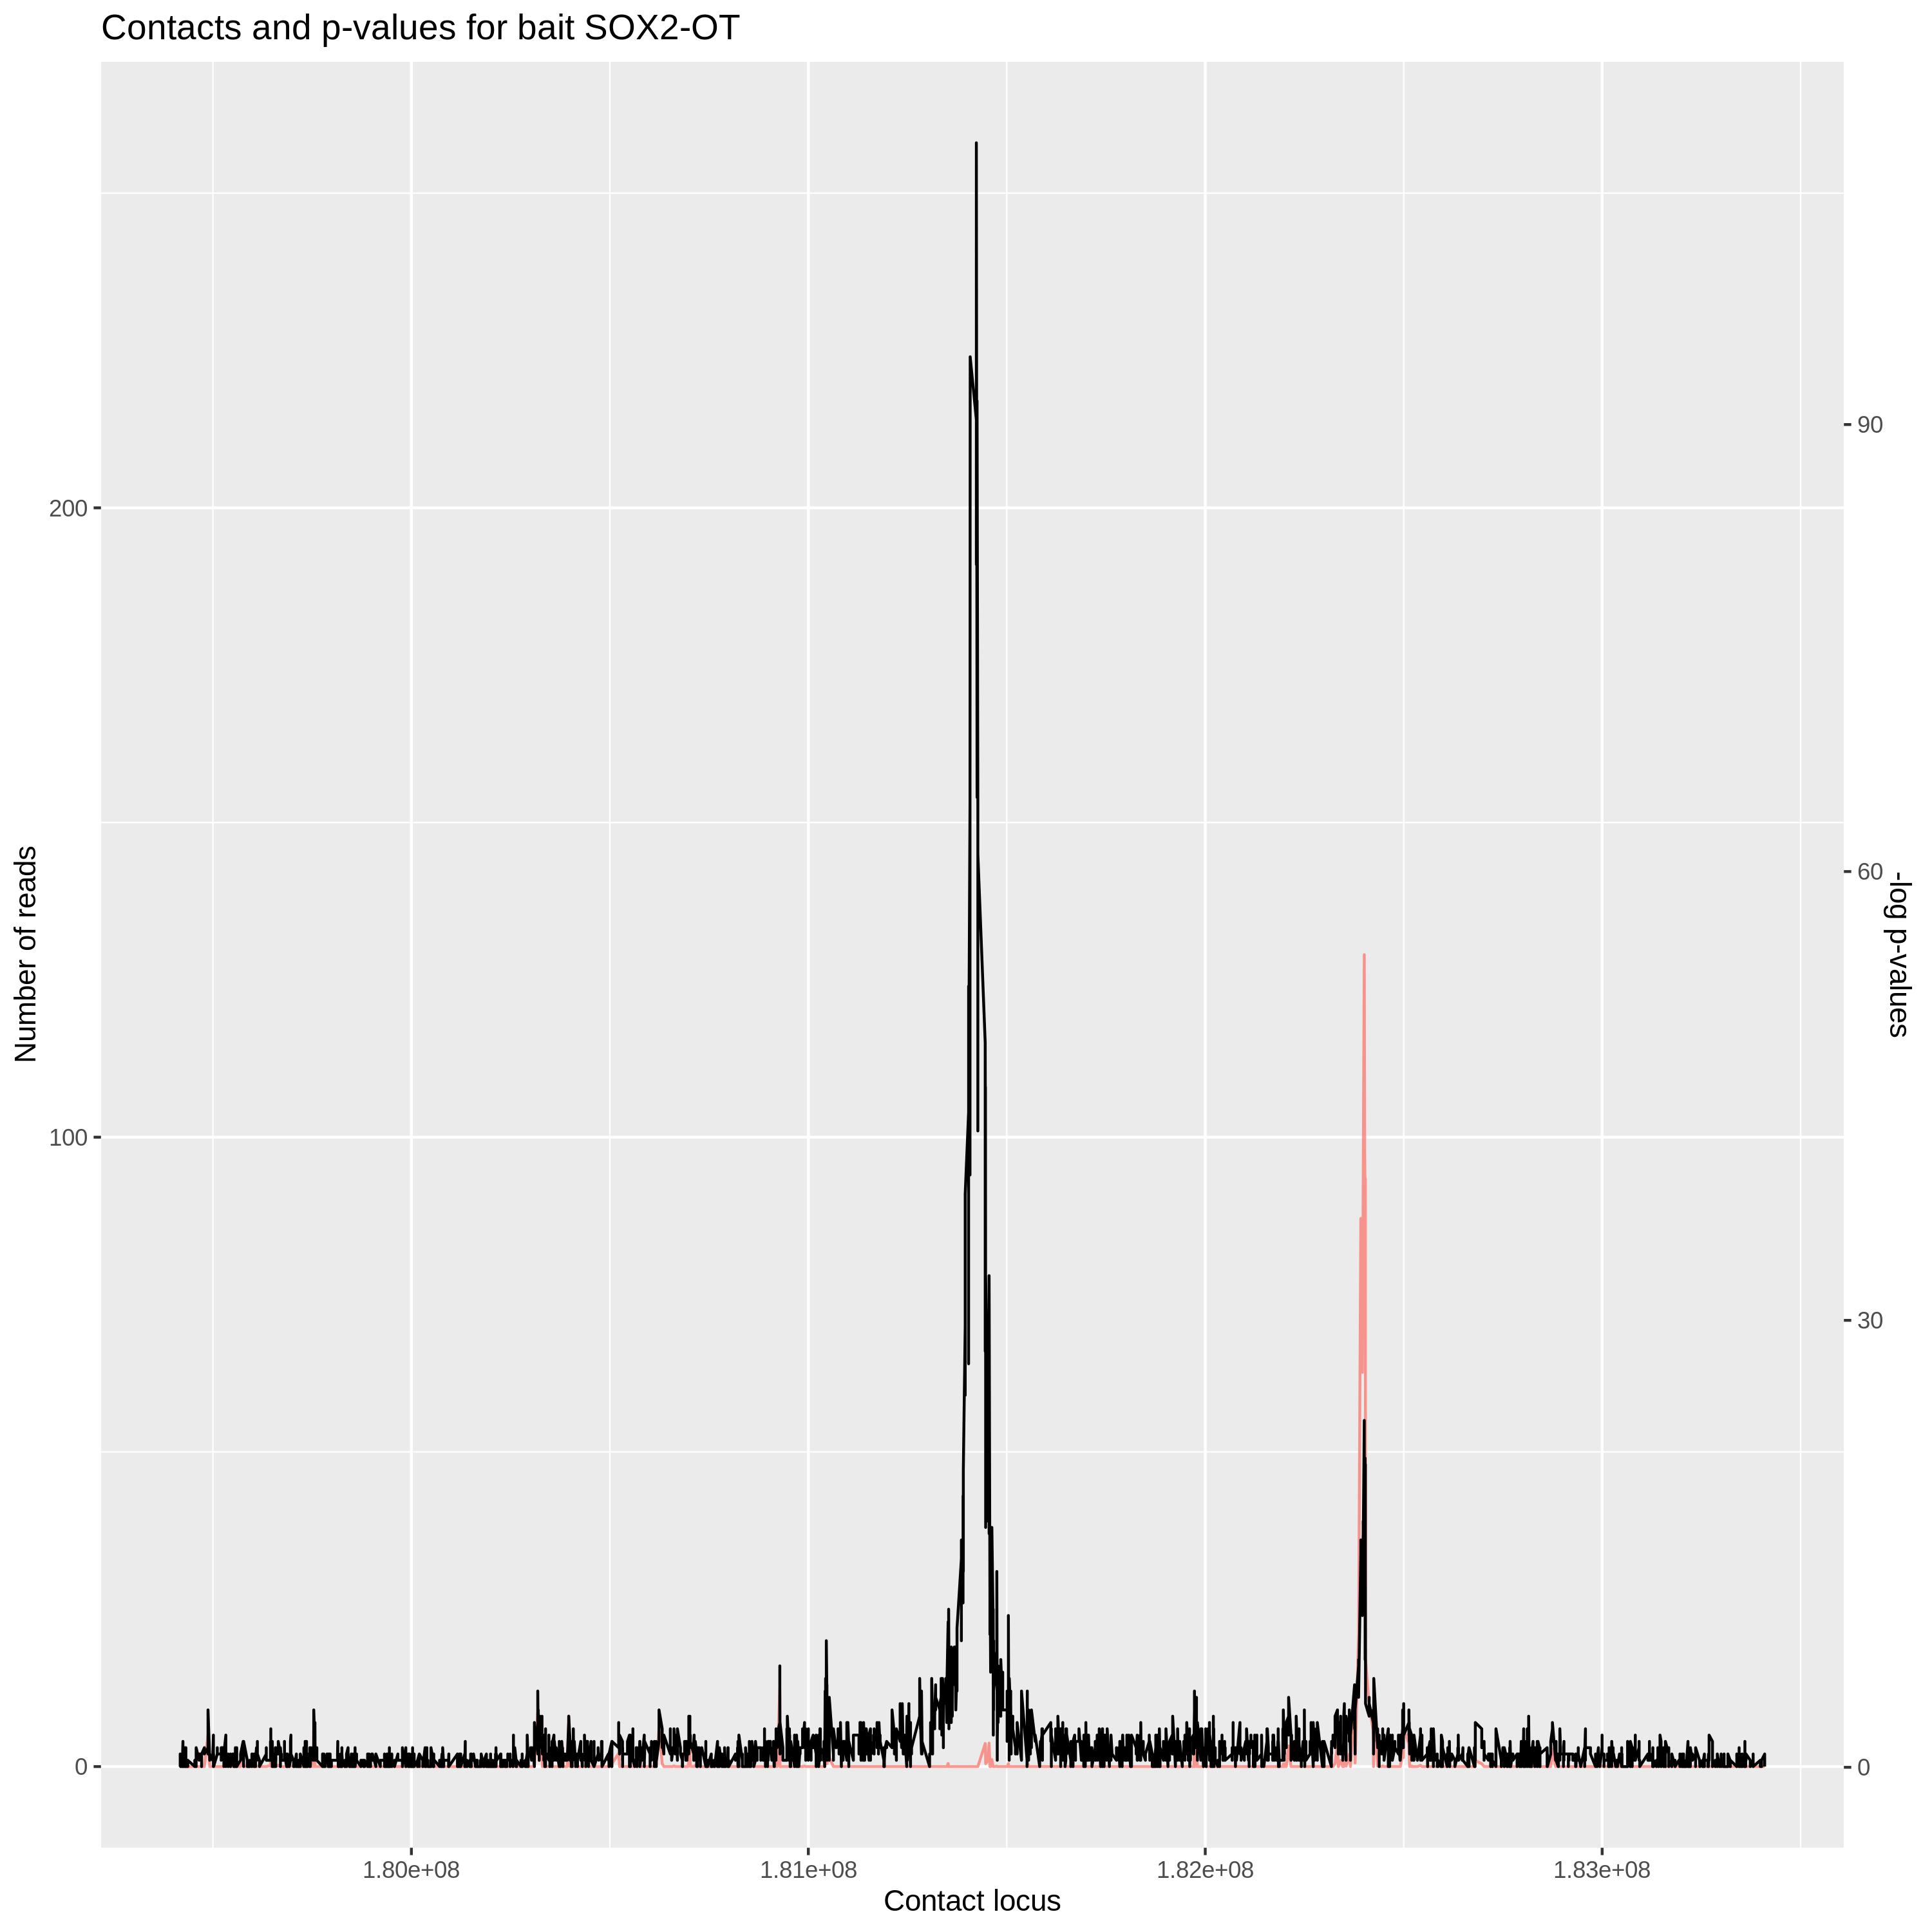 Contacts and p-values for bait SOX2-OT
Number of reads
200
100
0
90
60
30
0
-log p-values
1.80e+08
1.81e+08
1.82e+08
1.83e+08
Contact locus